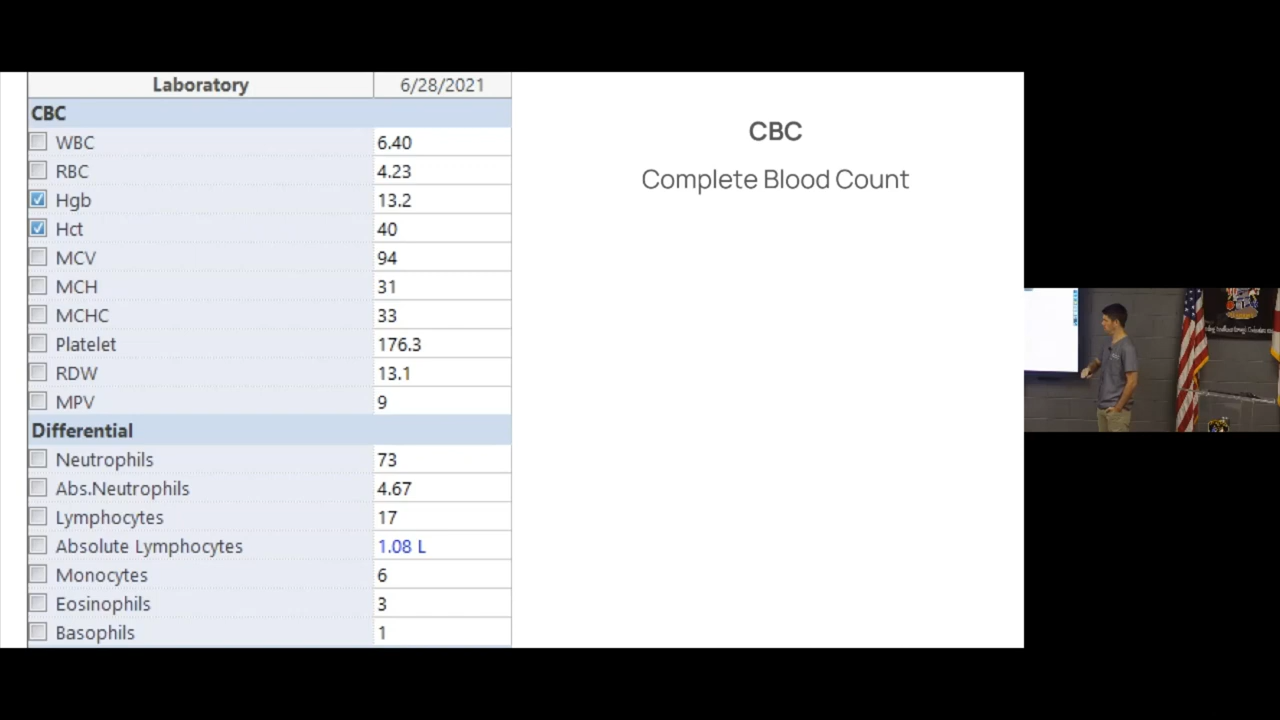 Laboratory 6/28/2021
CBC
WBC 6.40
RBC 4.23
Hgb 13.2
Hct 40
MCV 94
MCH 31
MCHC 33
Platelet 176.3
RDW 13.1
MPV 9
Differential
Neutrophils 73
Abs.Neutrophils 4.67
Lymphocytes 17
Absolute Lymphocytes 1.08 L
Monocytes 6
Eosinophils 3
Basophils 1
CBC
Complete Blood Count